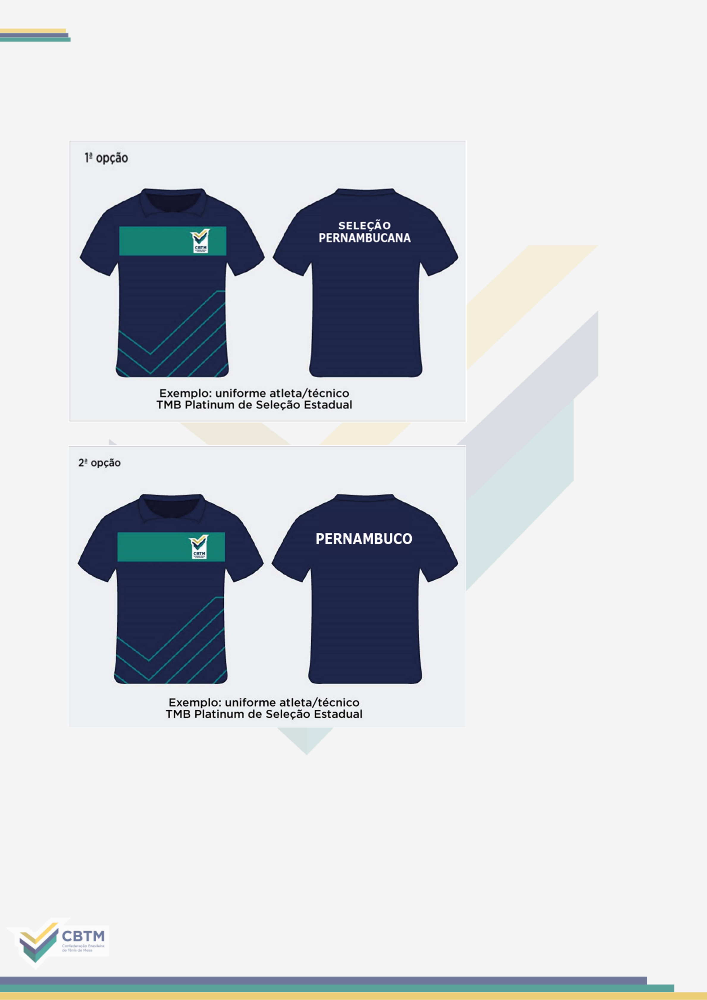 1ª opção
CBTM
SELEÇÃO
PERNAMBUCANA
Exemplo: uniforme atleta/técnico
TMB Platinum de Seleção Estadual
2ª opção
CBTM
PERNAMBUCO
Exemplo: uniforme atleta/técnico
TMB Platinum de Seleção Estadual
CBTM
Confederação Brasileira
de Tênis de Mesa